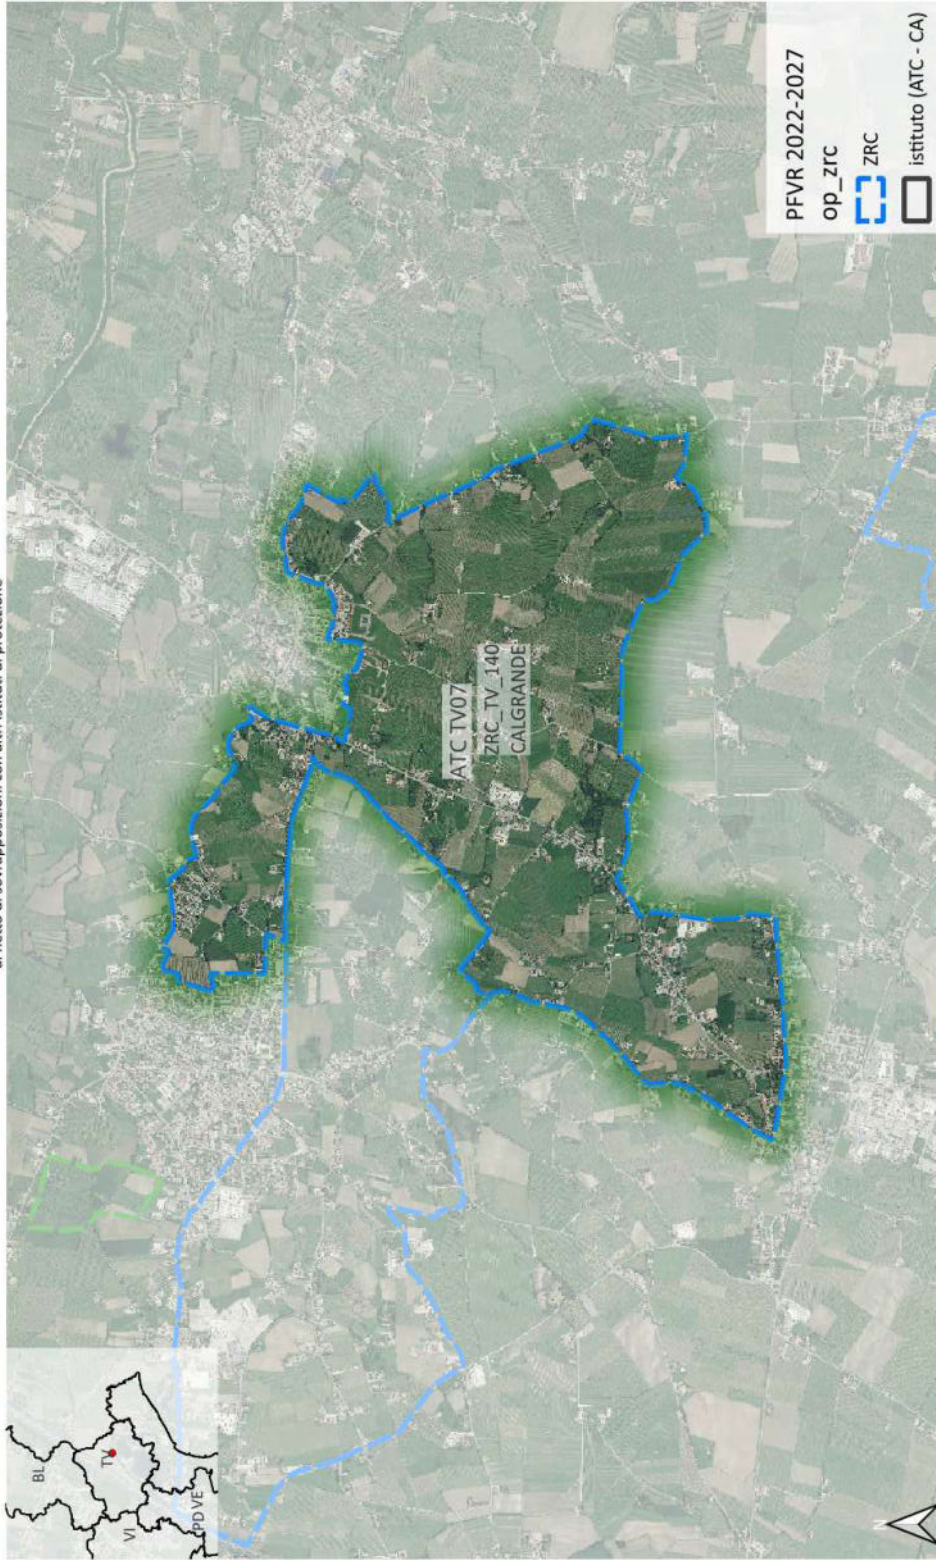 BL
TV
VI
PD
VE
ATC TV07
ZRC_TV_140
CALGRANDE
PFVR 2022-2027
op_zrc
ZRC
istituto (ATC - CA)
N